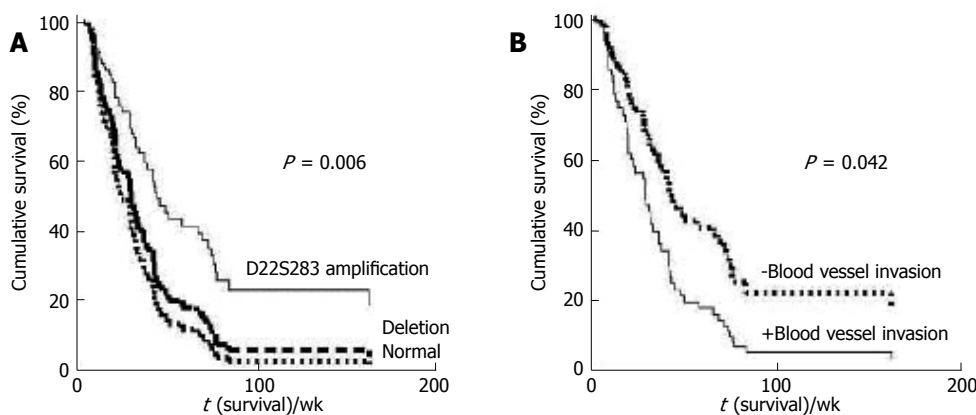 A
Cumulative survival (%)
100
80
60
40
20
0
P = 0.006
D22S283 amplification
Deletion
Normal
100
200
t (survival)/wk
B
Cumulative survival (%)
100
80
60
40
20
0
P = 0.042
-Blood vessel invasion
+Blood vessel invasion
0
100
200
t (survival)/wk